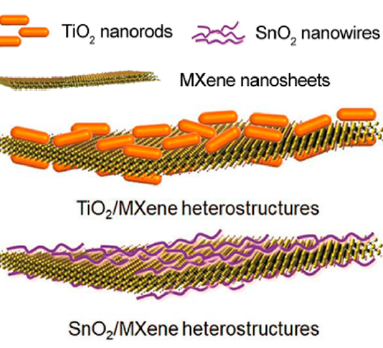 TiO₂ nanorods
SnO₂ nanowires
MXene nanosheets
TiO₂/MXene heterostructures
SnO₂/MXene heterostructures